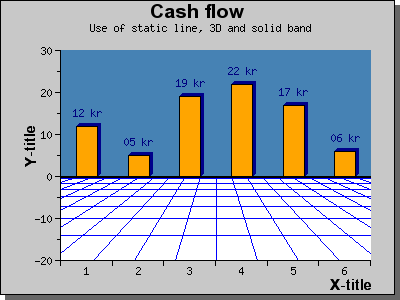 Cash flow
Use of static line, 3D and solid band
30
22 kr
20
19 kr
17 kr
12 kr
10
05 kr
06 kr
Y-title
0
-10
-20
1 2 3 4 5 6
X-title